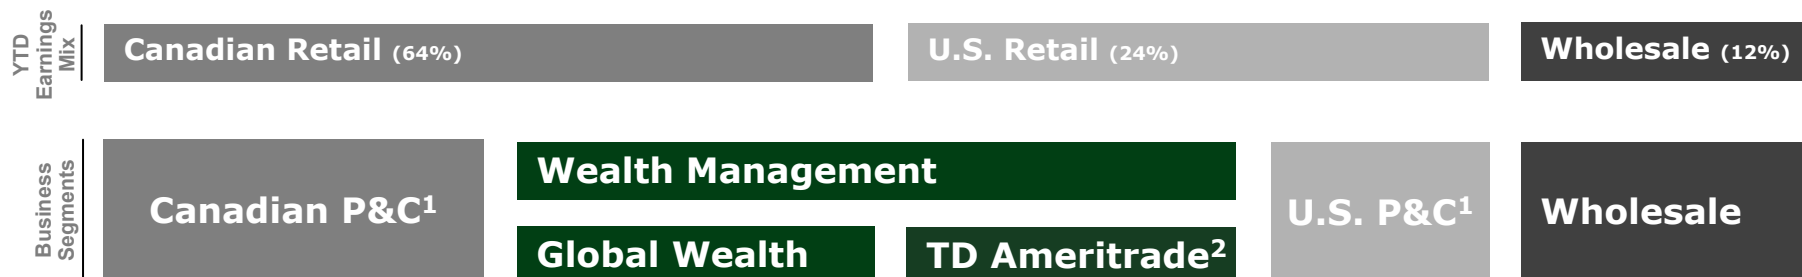 YTD
Earnings
Mix
Canadian Retail (64%)
U.S. Retail (24%)
Wholesale (12%)
Business
Segments
Canadian P&C¹
Wealth Management
Global Wealth
TD Ameritrade²
U.S. P&C¹
Wholesale